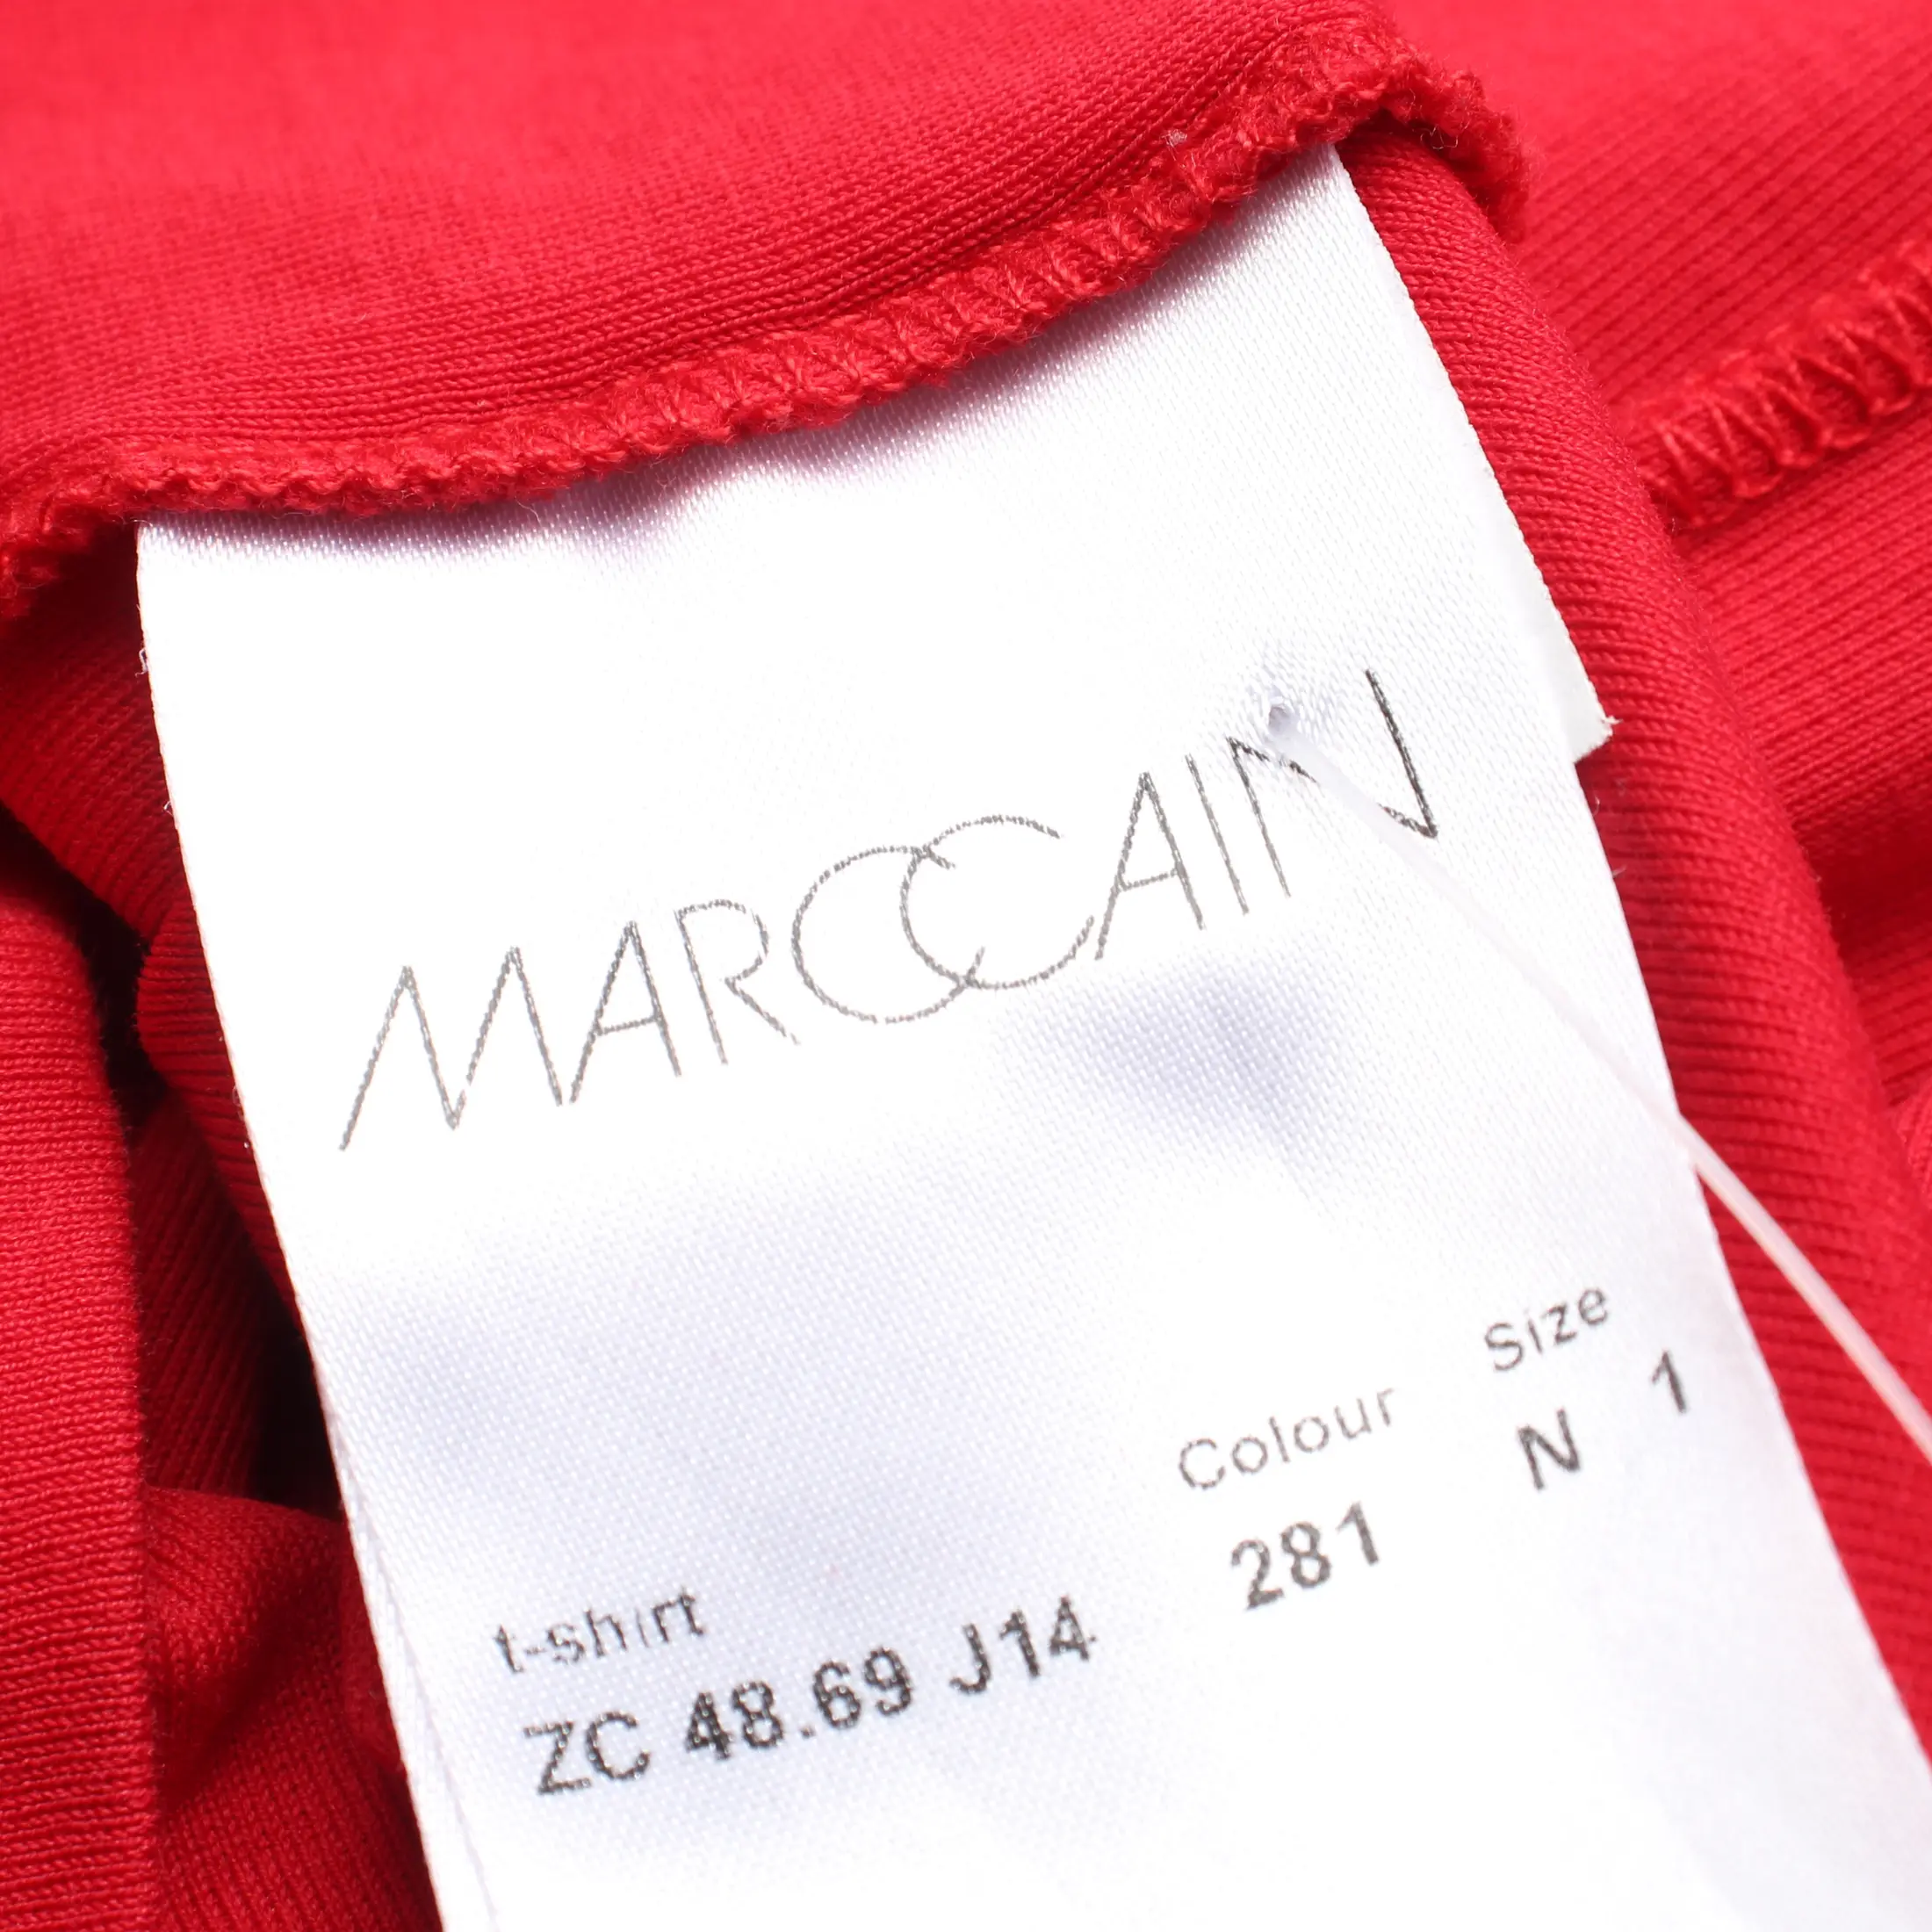 MARCCAIN
t-shirt Colour Size
ZC 48.69 J14 281 N 1